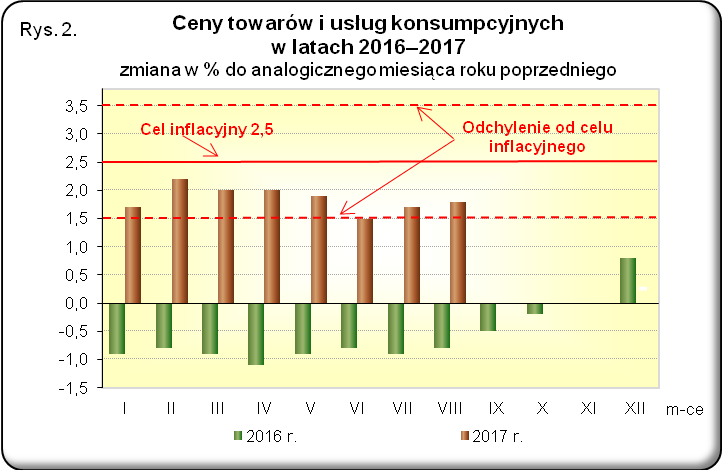 Rys. 2.
Ceny towarów i usług konsumpcyjnych
w latach 2016–2017
zmiana w % do analogicznego miesiąca roku poprzedniego
3,5
3,0
2,5
2,0
1,5
1,0
0,5
0,0
-0,5
-1,0
-1,5
Cel inflacyjny 2,5
Odchylenie od celu
inflacyjnego
I II III IV V VI VII VIII IX X XI XII m-ce
2016 r. 2017 r.